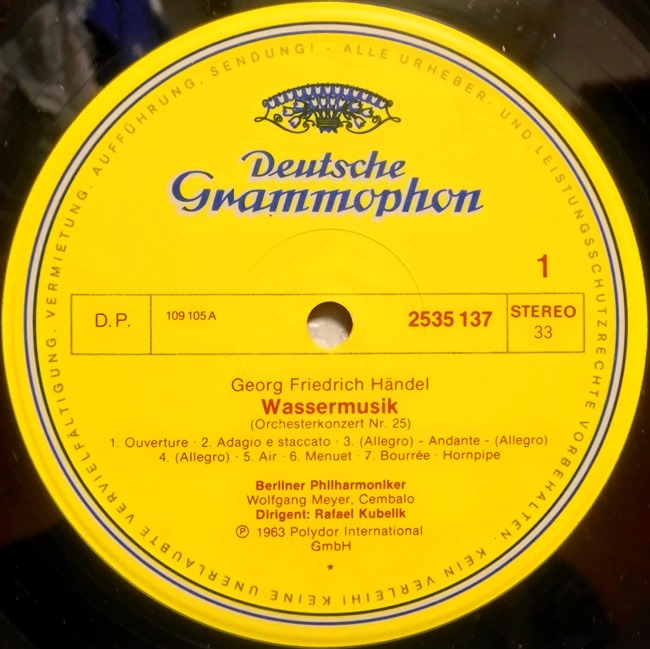 Deutsche
Grammophon
1
D.P.
109 105 A
2535 137
STEREO
33
Georg Friedrich Händel
Wassermusik
(Orchesterkonzert Nr. 25)
1. Ouverture · 2. Adagio e staccato · 3. (Allegro) - Andante - (Allegro)
4. (Allegro) · 5. Air · 6. Menuet · 7. Bourrée · Hornpipe
Berliner Philharmoniker
Wolfgang Meyer, Cembalo
Dirigent: Rafael Kubelik
Ⓟ 1963 Polydor International
GmbH
*
ALLE URHEBER- UND LEISTUNGSSCHUTZRECHTE VORBEHALTEN. KEIN VERLEIH! KEINE UNERLAUBTE VERVIELFÄLTIGUNG, VERMIETUNG, AUFFÜHRUNG, SENDUNG! ·